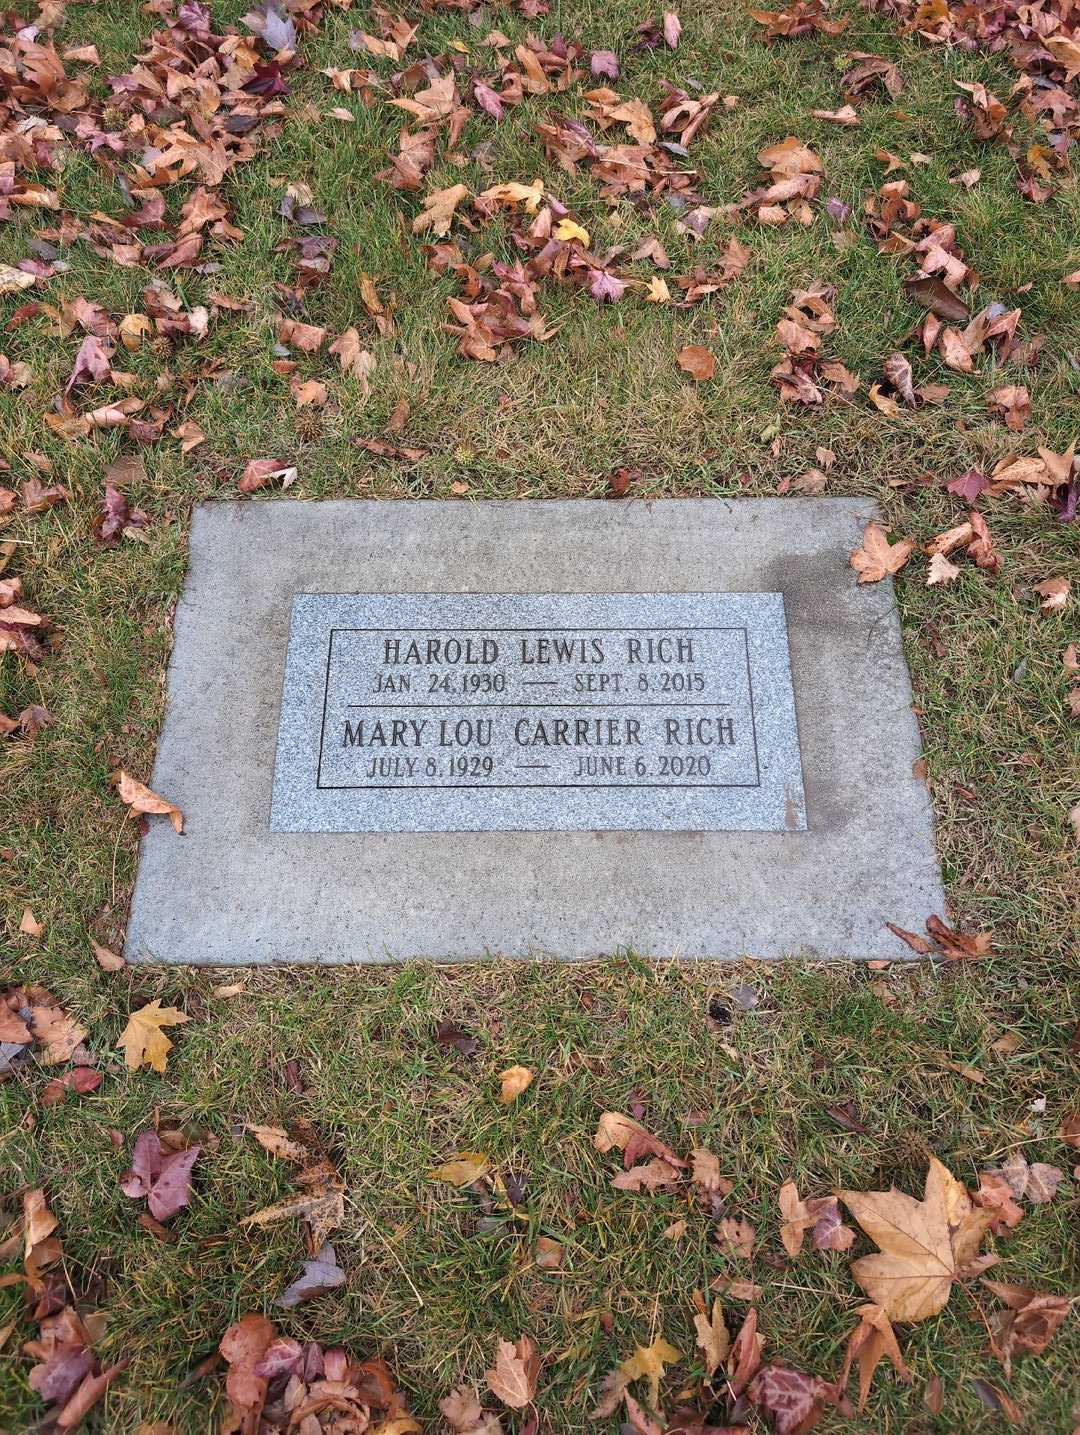 HAROLD LEWIS RICH
JAN. 24, 1930 — SEPT. 8, 2015
MARY LOU CARRIER RICH
JULY 8, 1929 — JUNE 6, 2020